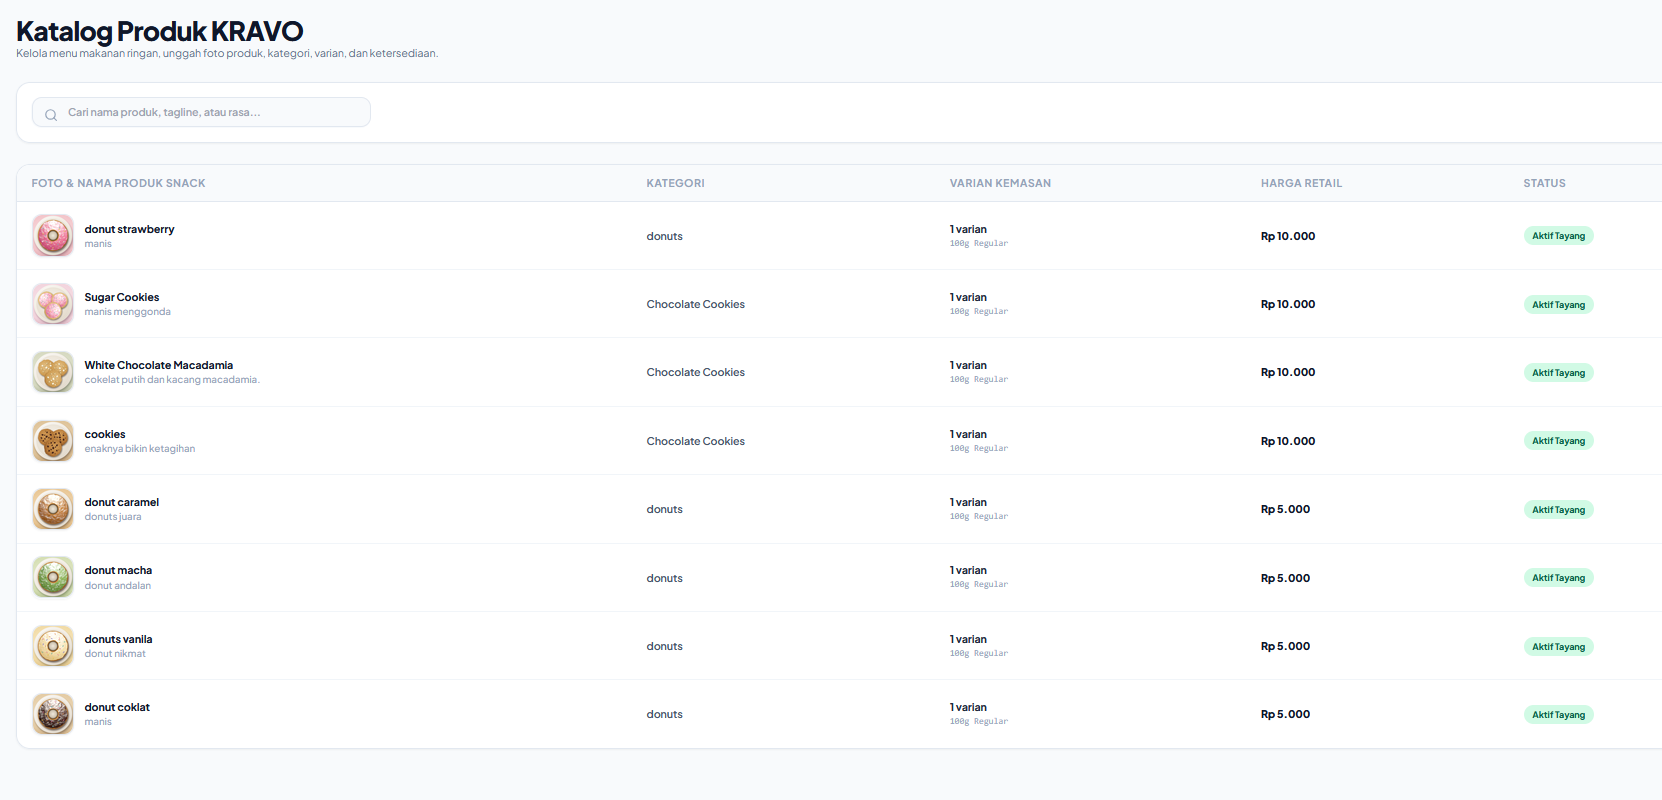 Katalog Produk KRAVO
Kelola menu makanan ringan, unggah foto produk, kategori, varian, dan ketersediaan.
Cari nama produk, tagline, atau rasa...
FOTO & NAMA PRODUK SNACK KATEGORI VARIAN KEMASAN HARGA RETAIL STATUS
donut strawberry
manis
donuts
1 varian
100g Regular
Rp 10.000
Aktif Tayang
Sugar Cookies
manis menggonda
Chocolate Cookies
1 varian
100g Regular
Rp 10.000
Aktif Tayang
White Chocolate Macadamia
cokelat putih dan kacang macadamia.
Chocolate Cookies
1 varian
100g Regular
Rp 10.000
Aktif Tayang
cookies
enaknya bikin ketagihan
Chocolate Cookies
1 varian
100g Regular
Rp 10.000
Aktif Tayang
donut caramel
donuts juara
donuts
1 varian
100g Regular
Rp 5.000
Aktif Tayang
donut macha
donut andalan
donuts
1 varian
100g Regular
Rp 5.000
Aktif Tayang
donuts vanila
donut nikmat
donuts
1 varian
100g Regular
Rp 5.000
Aktif Tayang
donut coklat
manis
donuts
1 varian
100g Regular
Rp 5.000
Aktif Tayang